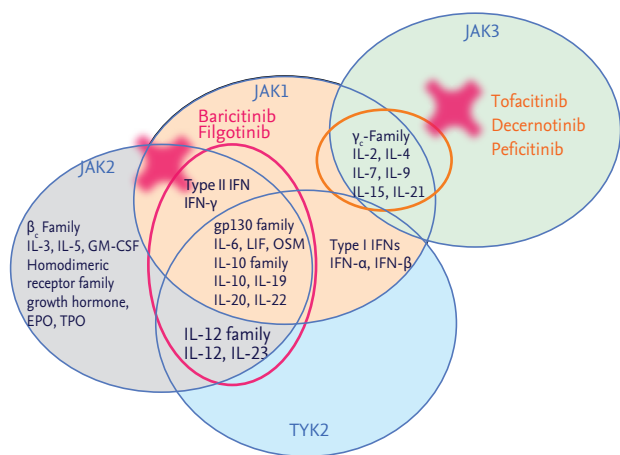 JAK3
JAK1
Baricitinib
Filgotinib
Tofacitinib
Decernotinib
Peficitinib
γc-Family
IL-2, IL-4
IL-7, IL-9
IL-15, IL-21
JAK2
Type II IFN
IFN-γ
βc Family
IL-3, IL-5, GM-CSF
Homodimeric
receptor family
growth hormone,
EPO, TPO
gp130 family
IL-6, LIF, OSM
IL-10 family
IL-10, IL-19
IL-20, IL-22
Type I IFNs
IFN-α, IFN-β
IL-12 family
IL-12, IL-23
TYK2